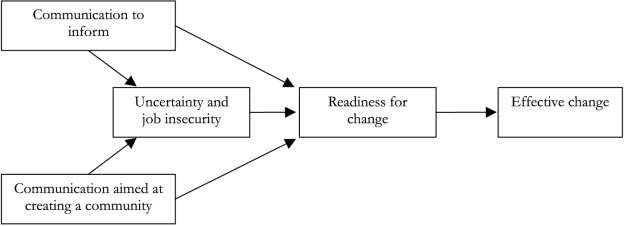 Communication to
inform
Uncertainty and
job insecurity
Readiness for
change
Effective change
Communication aimed at
creating a community